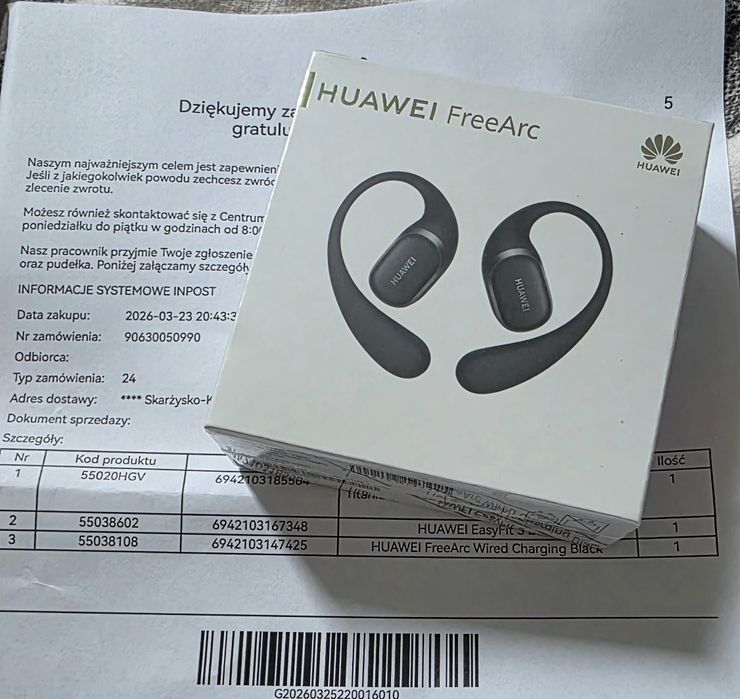 5
Dziękujemy za
gratulu
HUAWEI FreeArc
HUAWEI
HUAWEI
HUAWEI
Naszym najważniejszym celem jest zapewnien
Jeśli z jakiegokolwiek powodu zechcesz zwróc
zlecenie zwrotu.
Możesz również skontaktować się z Centrum
poniedziałku do piątku w godzinach od 8:0
Nasz pracownik przyjmie Twoje zgłoszenie
oraz pudełka. Poniżej załączamy szczegóły
INFORMACJE SYSTEMOWE INPOST
Data zakupu: 2026-03-23 20:43:3
Nr zamówienia: 90630050990
Odbiorca:
Typ zamówienia: 24
Adres dostawy: **** Skarżysko-K
Dokument sprzedaży:
Szczegóły:
Nr Kod produktu Ilość
1 55020HGV 6942103185564 1
2 55038602 6942103167348 HUAWEI EasyFit 3 1
3 55038108 6942103147425 HUAWEI FreeArc Wired Charging Black 1
G20260325220016010